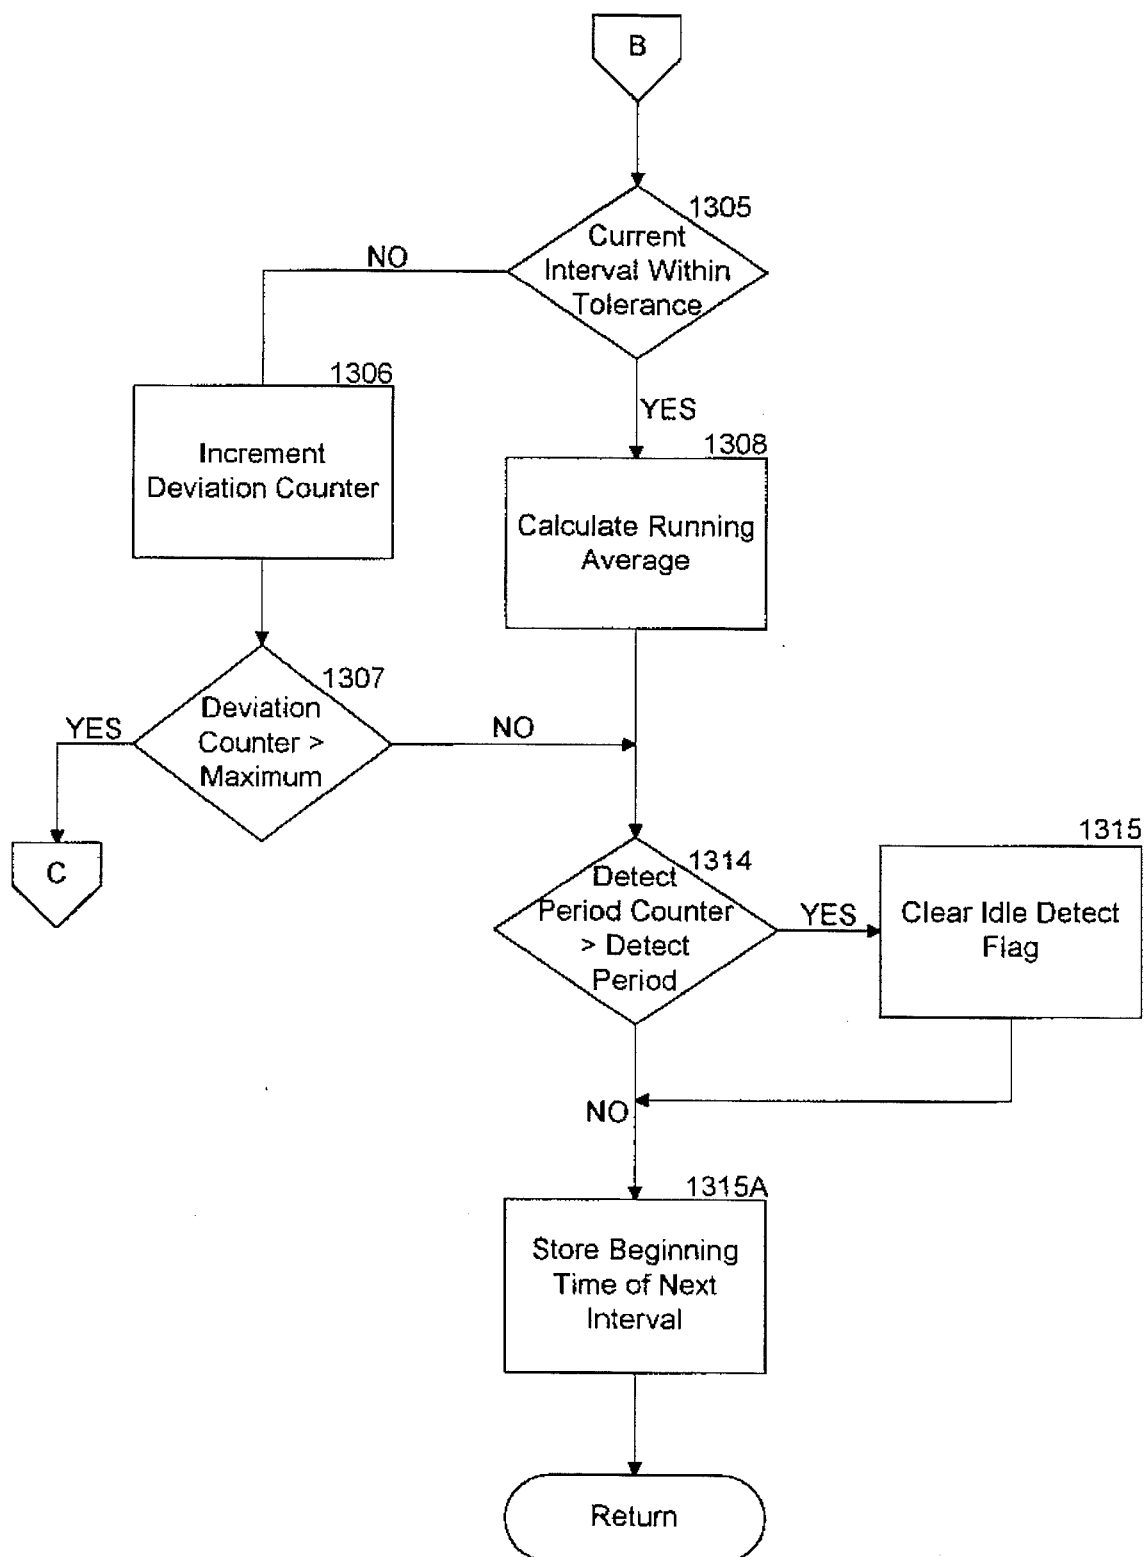 B
1305
Current
Interval Within
Tolerance
NO
YES
1306
Increment
Deviation Counter
1308
Calculate Running
Average
1307
Deviation
Counter >
Maximum
YES
NO
C
1314
Detect
Period Counter
> Detect
Period
YES
1315
Clear Idle Detect
Flag
NO
1315A
Store Beginning
Time of Next
Interval
Return